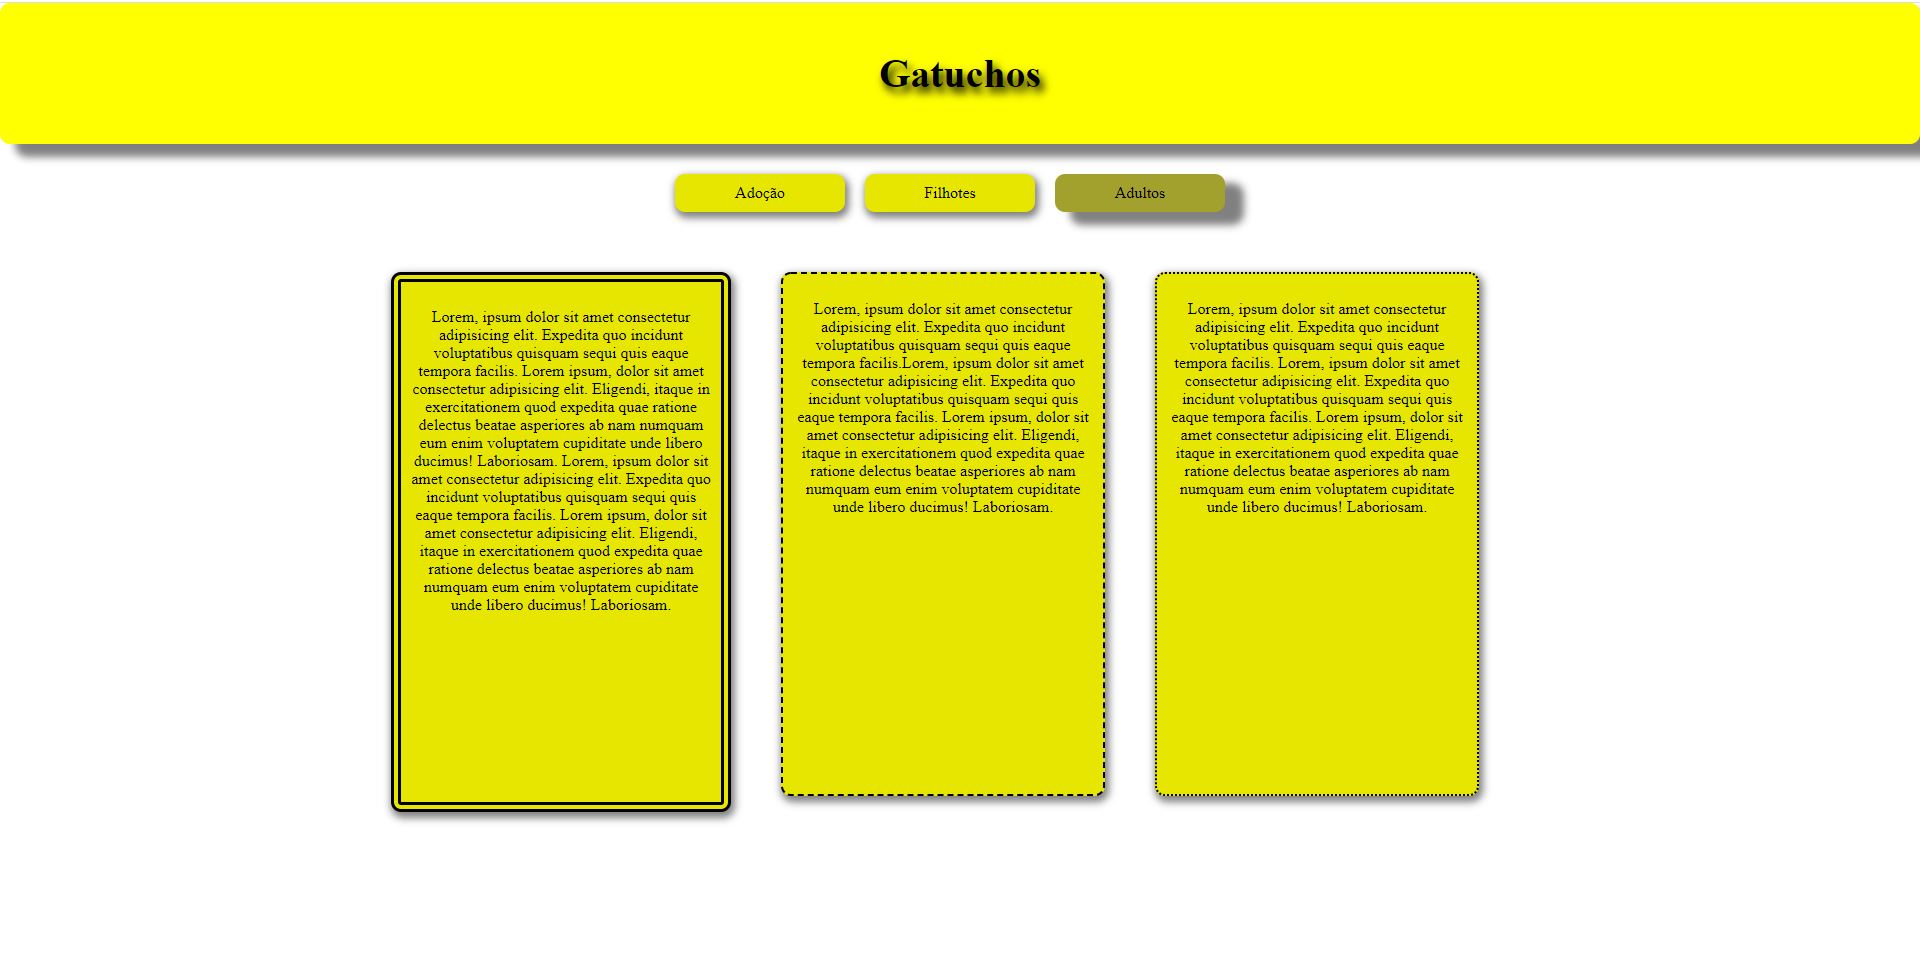 Gatuchos
Adoção
Filhotes
Adultos
Lorem, ipsum dolor sit amet consectetur
adipisicing elit. Expedita quo incidunt
voluptatibus quisquam sequi quis eaque
tempora facilis. Lorem ipsum, dolor sit amet
consectetur adipisicing elit. Eligendi, itaque in
exercitationem quod expedita quae ratione
delectus beatae asperiores ab nam numquam
eum enim voluptatem cupiditate unde libero
ducimus! Laboriosam. Lorem, ipsum dolor sit
amet consectetur adipisicing elit. Expedita quo
incidunt voluptatibus quisquam sequi quis
eaque tempora facilis. Lorem ipsum, dolor sit
amet consectetur adipisicing elit. Eligendi,
itaque in exercitationem quod expedita quae
ratione delectus beatae asperiores ab nam
numquam eum enim voluptatem cupiditate
unde libero ducimus! Laboriosam.
Lorem, ipsum dolor sit amet consectetur
adipisicing elit. Expedita quo incidunt
voluptatibus quisquam sequi quis eaque
tempora facilis.Lorem, ipsum dolor sit amet
consectetur adipisicing elit. Expedita quo
incidunt voluptatibus quisquam sequi quis
eaque tempora facilis. Lorem ipsum, dolor sit
amet consectetur adipisicing elit. Eligendi,
itaque in exercitationem quod expedita quae
ratione delectus beatae asperiores ab nam
numquam eum enim voluptatem cupiditate
unde libero ducimus! Laboriosam.
Lorem, ipsum dolor sit amet consectetur
adipisicing elit. Expedita quo incidunt
voluptatibus quisquam sequi quis eaque
tempora facilis. Lorem, ipsum dolor sit amet
consectetur adipisicing elit. Expedita quo
incidunt voluptatibus quisquam sequi quis
eaque tempora facilis. Lorem ipsum, dolor sit
amet consectetur adipisicing elit. Eligendi,
itaque in exercitationem quod expedita quae
ratione delectus beatae asperiores ab nam
numquam eum enim voluptatem cupiditate
unde libero ducimus! Laboriosam.